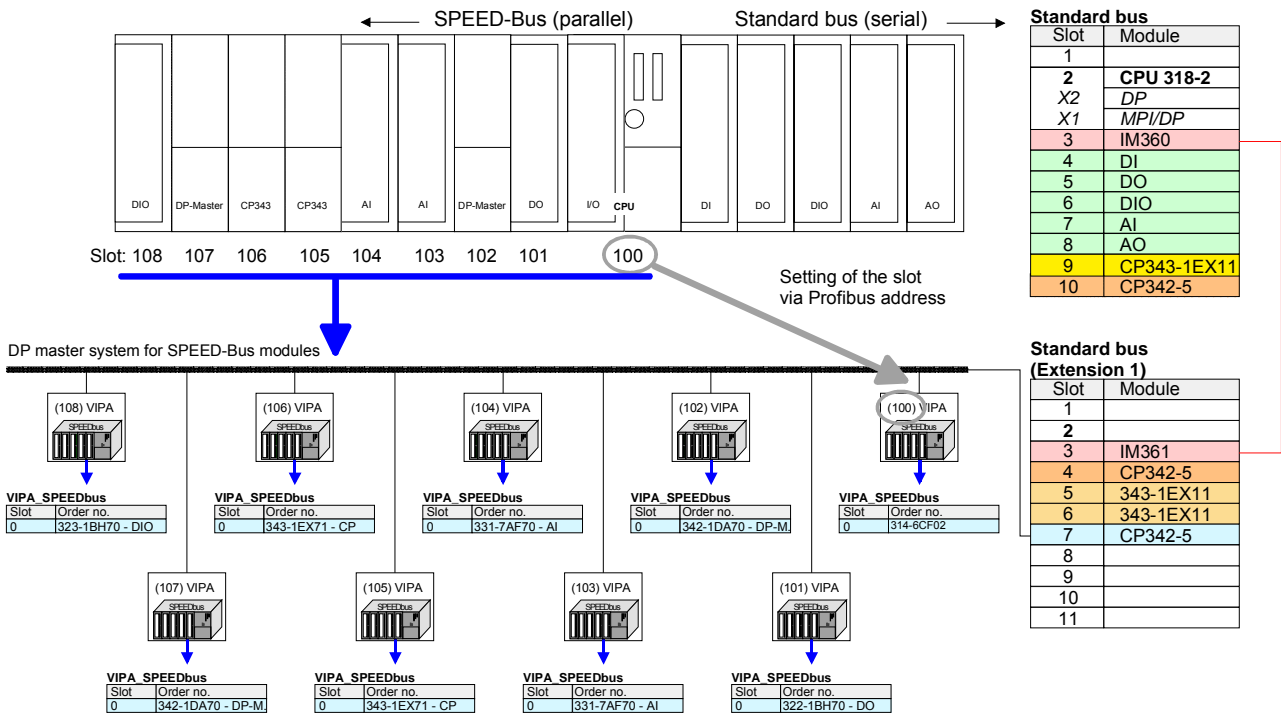 SPEED-Bus (parallel) Standard bus (serial)
DIO DP-Master CP343 CP343 AI AI DP-Master DO I/O CPU DI DO DIO AI AO
Slot: 108 107 106 105 104 103 102 101 100
Setting of the slot
via Profibus address
DP master system for SPEED-Bus modules
(108) VIPA (106) VIPA (104) VIPA (102) VIPA (100) VIPA
SPEEDbus SPEEDbus SPEEDbus SPEEDbus SPEEDbus
VIPA_SPEEDbus VIPA_SPEEDbus VIPA_SPEEDbus VIPA_SPEEDbus VIPA_SPEEDbus
Slot Order no. Slot Order no. Slot Order no. Slot Order no. Slot Order no.
0 323-1BH70 - DIO 0 343-1EX71 - CP 0 331-7AF70 - AI 0 342-1DA70 - DP-M. 0 314-6CF02
(107) VIPA (105) VIPA (103) VIPA (101) VIPA
SPEEDbus SPEEDbus SPEEDbus SPEEDbus
VIPA_SPEEDbus VIPA_SPEEDbus VIPA_SPEEDbus VIPA_SPEEDbus
Slot Order no. Slot Order no. Slot Order no. Slot Order no.
0 342-1DA70 - DP-M. 0 343-1EX71 - CP 0 331-7AF70 - AI 0 322-1BH70 - DO
Standard bus
Slot Module
1
2 CPU 318-2
X2 DP
X1 MPI/DP
3 IM360
4 DI
5 DO
6 DIO
7 AI
8 AO
9 CP343-1EX11
10 CP342-5
Standard bus
(Extension 1)
Slot Module
1
2
3 IM361
4 CP342-5
5 343-1EX11
6 343-1EX11
7 CP342-5
8
9
10
11